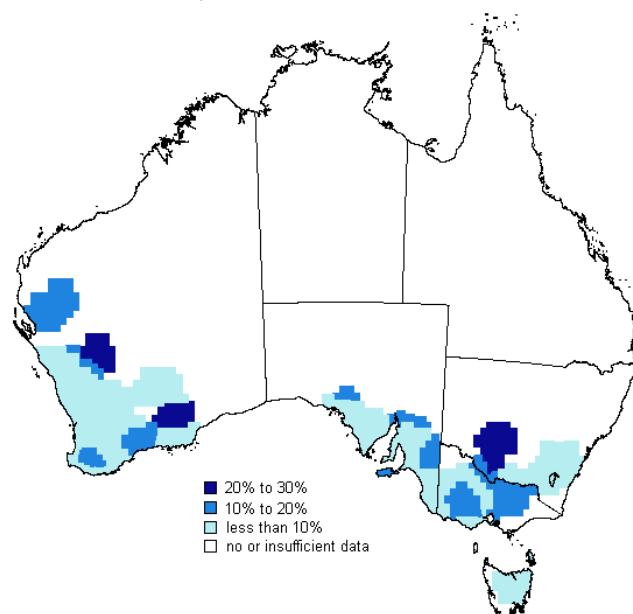 20% to 30%
10% to 20%
less than 10%
no or insufficient data